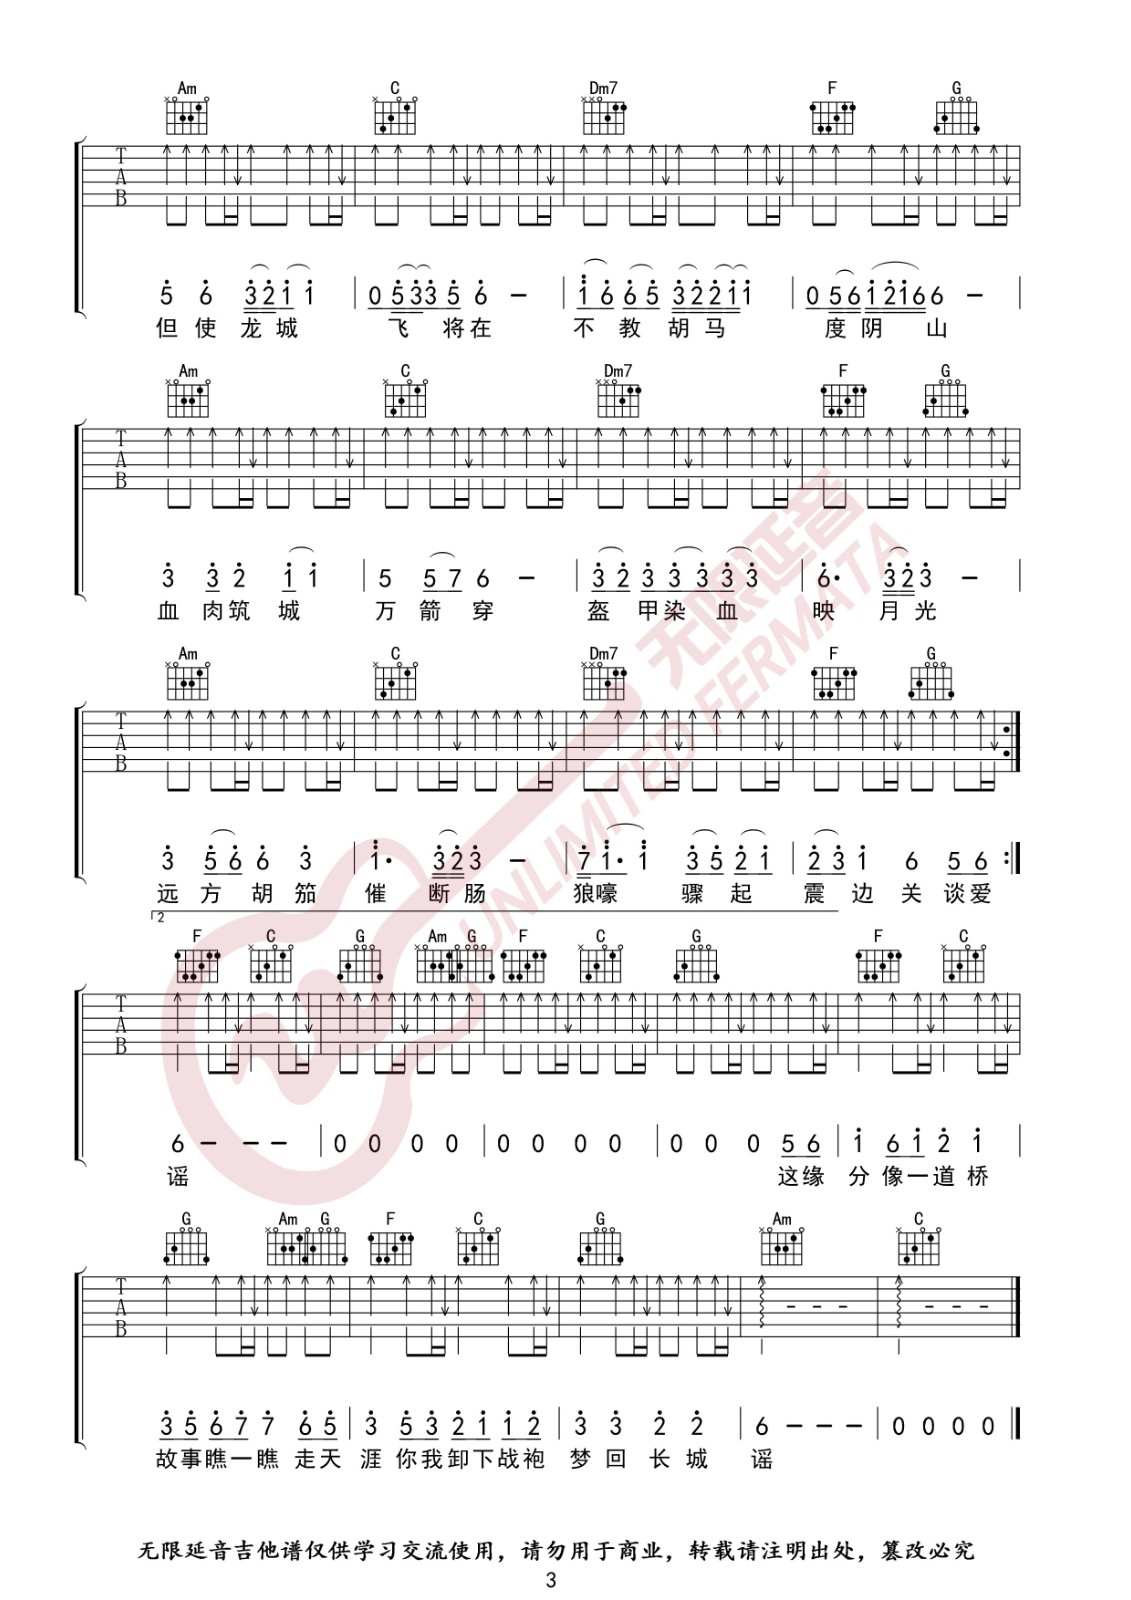 Am C Dm7 F G
T
A
B
5 6 3 2 1 1 | 0 5 3 3 5 6 – | 1 6 6 5 3 2 2 1 1 | 0 5 6 1 2 1 6 6 – |
但 使 龙 城 飞 将 在 不 教 胡 马 度 阴 山
Am C Dm7 F G
T
A
B
3 3 2 1 1 | 5 5 7 6 – | 3 2 3 3 3 3 3 | 6· 3 2 3 – |
血 肉 筑 城 万 箭 穿 盔 甲 染 血 映 月 光
Am C Dm7 F G
T
A
B
3 5 6 6 3 | 1· 3 2 3 – | 7 1· 1 3 5 2 1 | 2 3 1 6 5 6 :|
远 方 胡 笳 催 断 肠 狼 嚎 骤 起 震 边 关 谈 爱
2
F C G Am G F C G F C
T
A
B
6 – – – | 0 0 0 0 | 0 0 0 0 | 0 0 0 5 6 | 1 6 1 2 1 |
谣 这 缘 分 像 一 道 桥
G Am G F C G Am C
T
A
B
3 5 6 7 7 6 5 | 3 5 3 2 1 1 2 | 3 3 2 2 | 6 – – – | 0 0 0 0 |
故 事 瞧 一 瞧 走 天 涯 你 我 卸 下 战 袍 梦 回 长 城 谣
无限延音
UNLIMITED FERMATA
无限延音吉他谱仅供学习交流使用，请勿用于商业，转载请注明出处，篡改必究
3